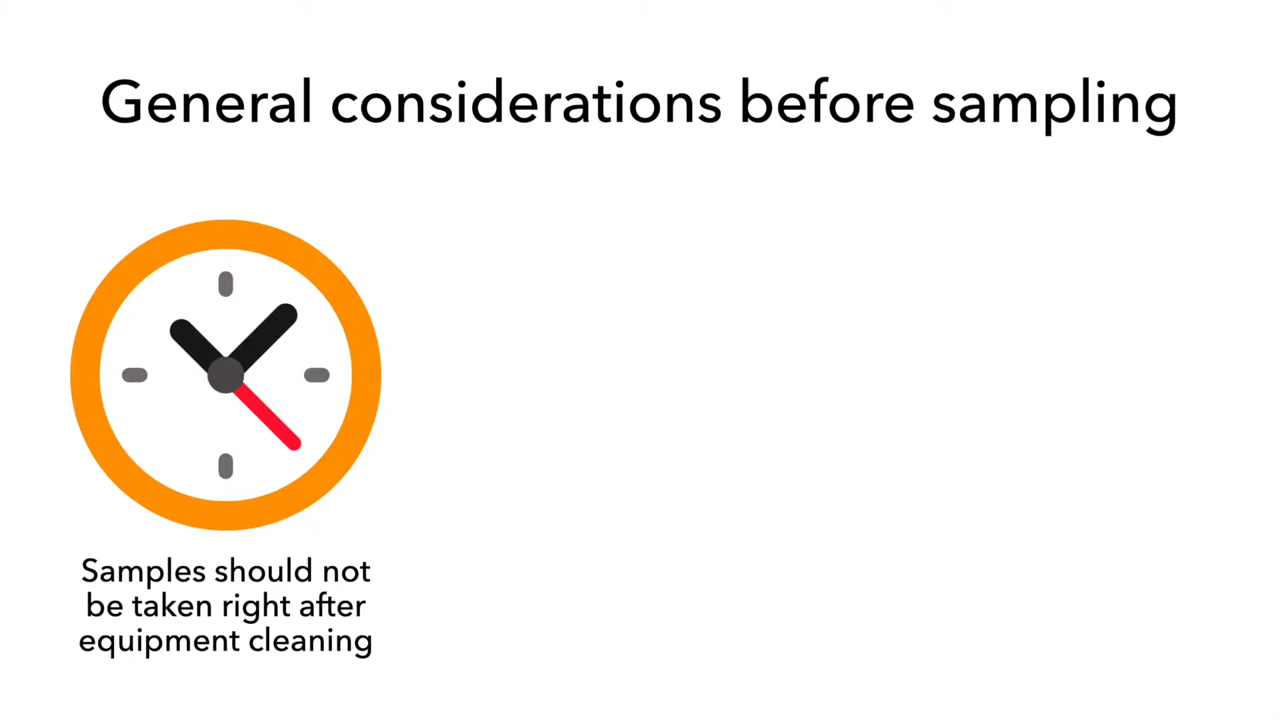 General considerations before sampling
Samples should not
be taken right after
equipment cleaning